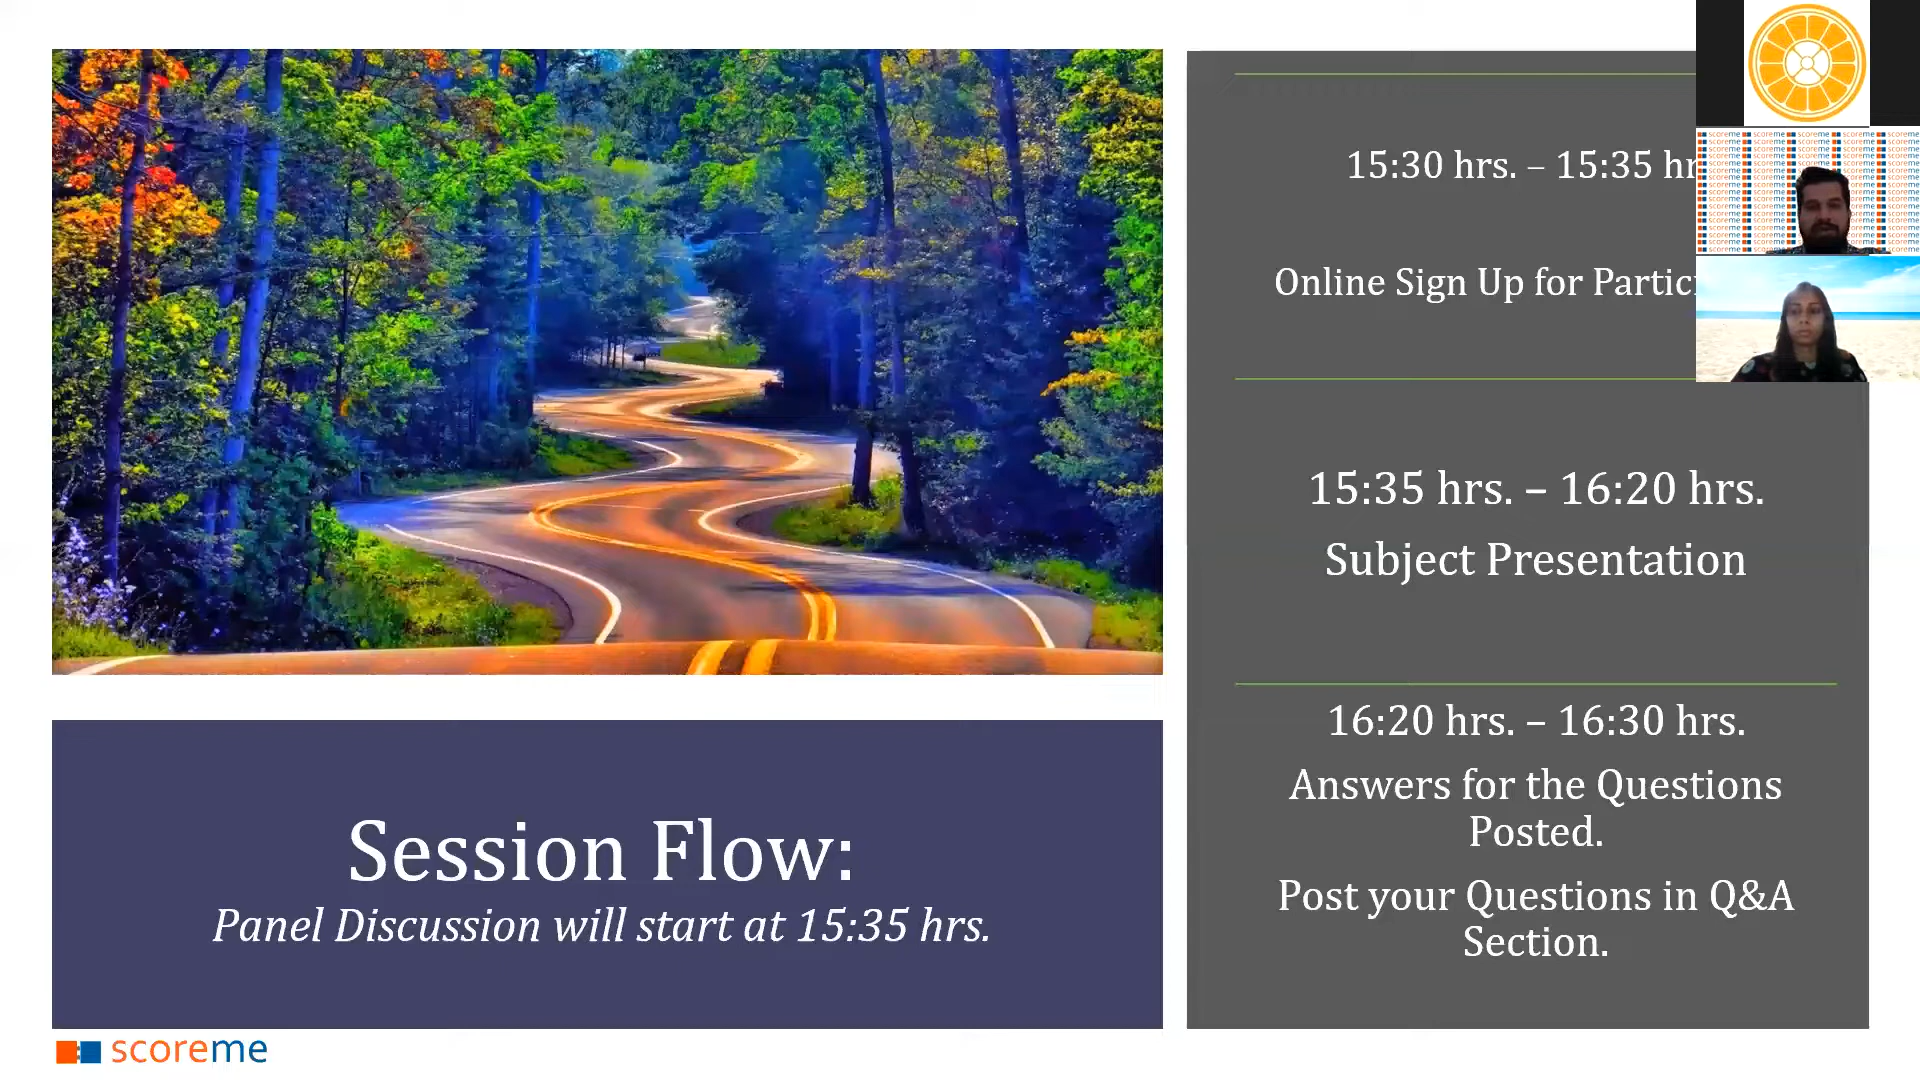 15:30 hrs. – 15:35
Online Sign Up for
15:35 hrs. – 16:20 hrs.
Subject Presentation
16:20 hrs. – 16:30 hrs.
Answers for the Questions
Posted.
Post your Questions in Q&A
Section.
Session Flow:
Panel Discussion will start at 15:35 hrs.
scoreme